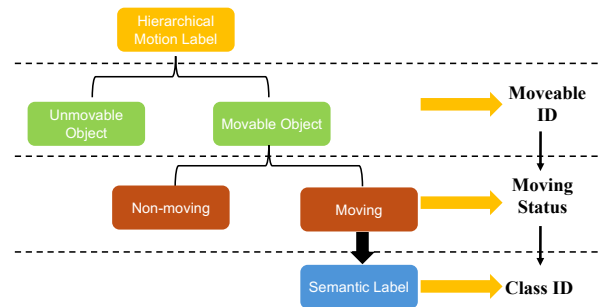 Hierarchical
Motion Label
Unmovable
Object
Movable Object
Moveable
ID
Non-moving
Moving
Moving
Status
Semantic Label
Class ID